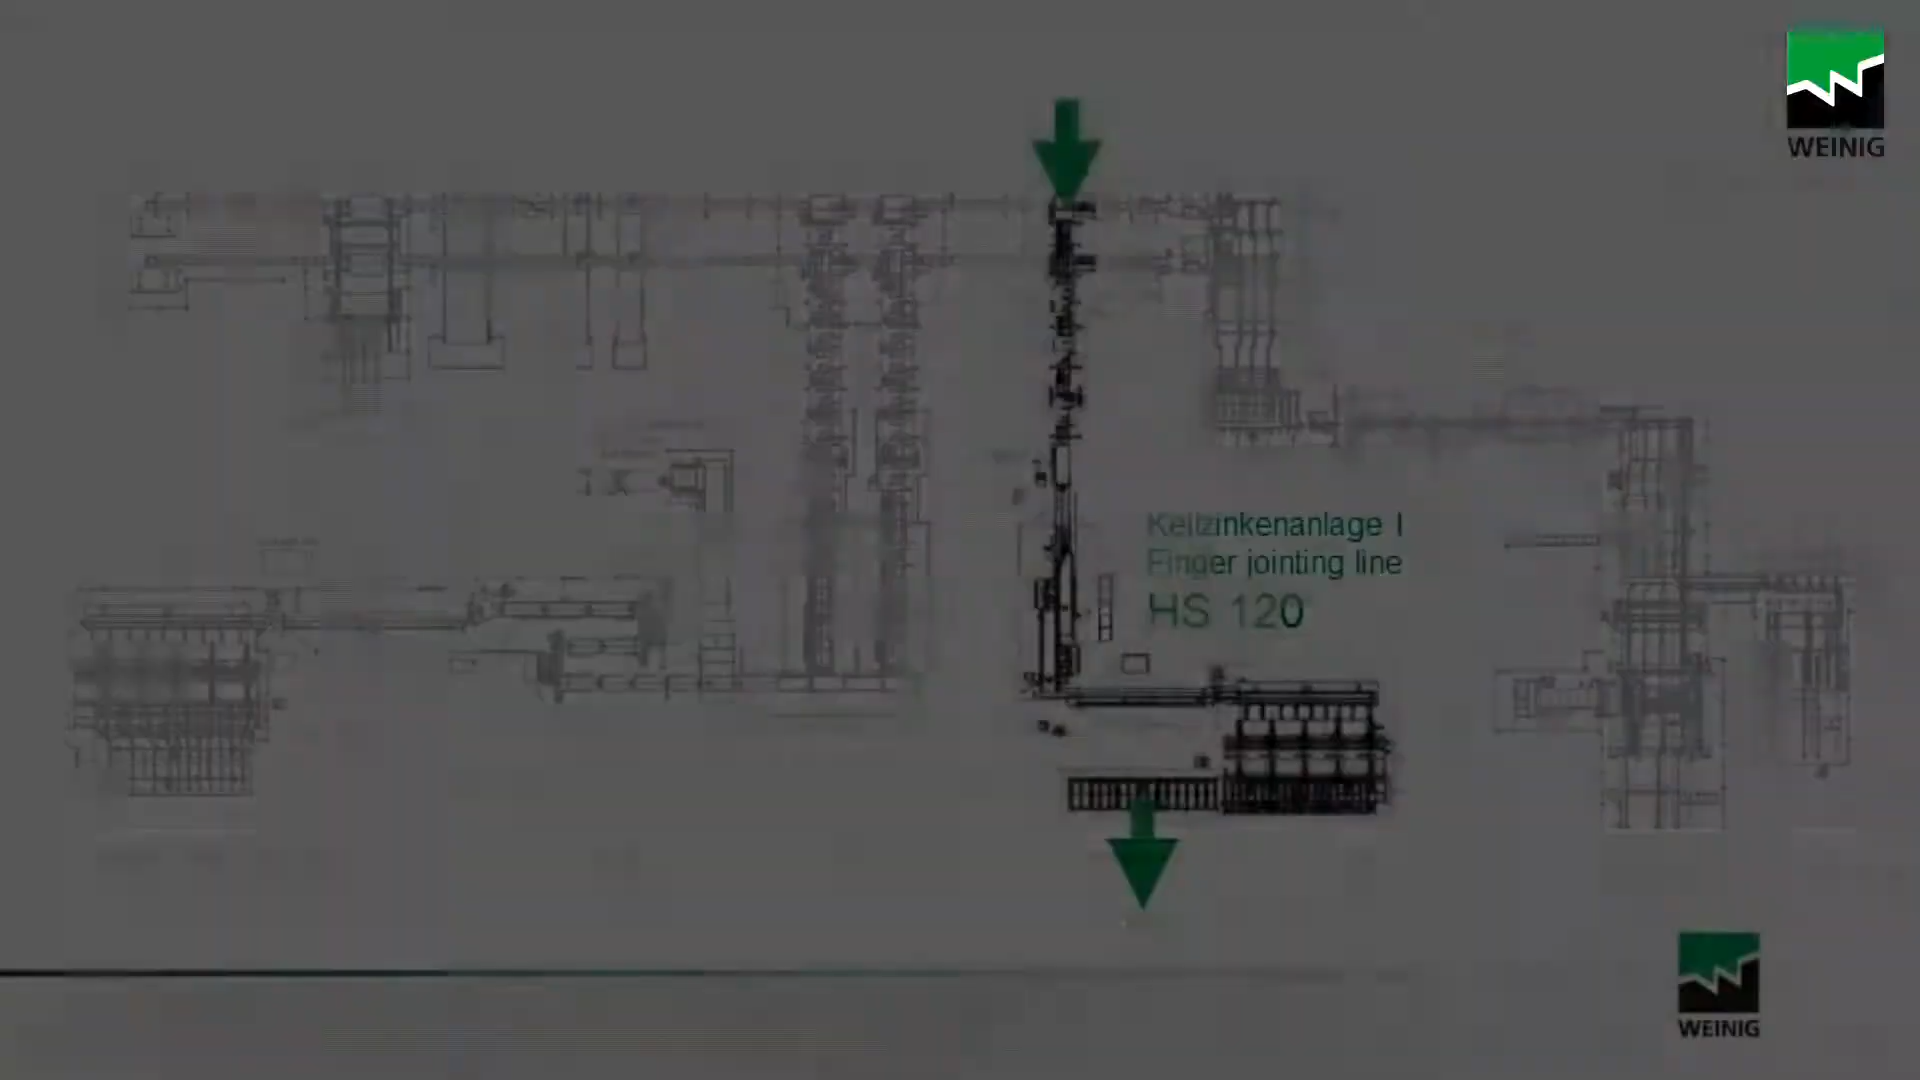 WEINIG
Keilzinkenanlage I
Finger jointing line
HS 120
WEINIG